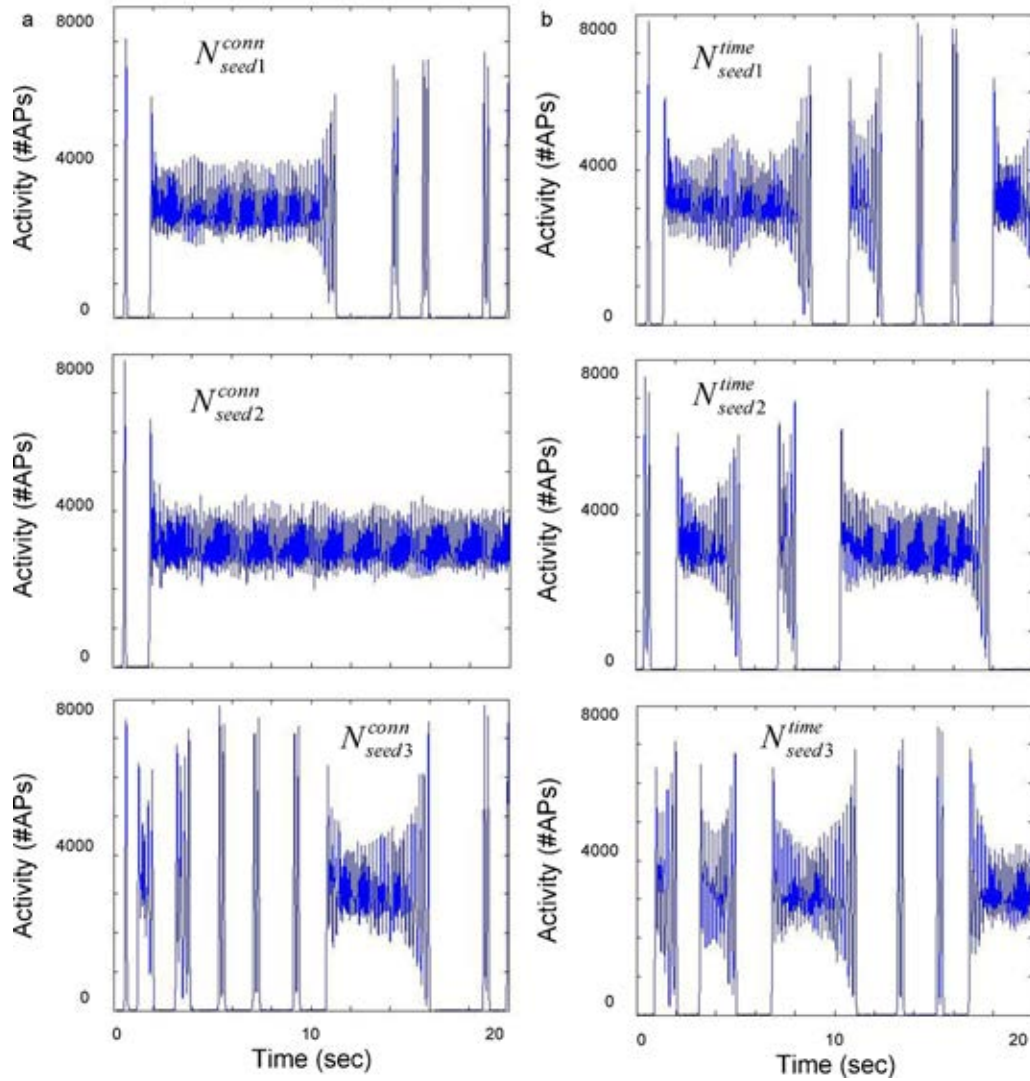 a
8000
4000
0
Activity (#APs)
N conn seed1
8000
4000
0
Activity (#APs)
N conn seed2
8000
4000
0
Activity (#APs)
N conn seed3
0 10 20
Time (sec)
b
8000
4000
0
Activity (#APs)
N time seed1
8000
4000
0
Activity (#APs)
N time seed2
8000
4000
0
Activity (#APs)
N time seed3
0 10 20
Time (sec)